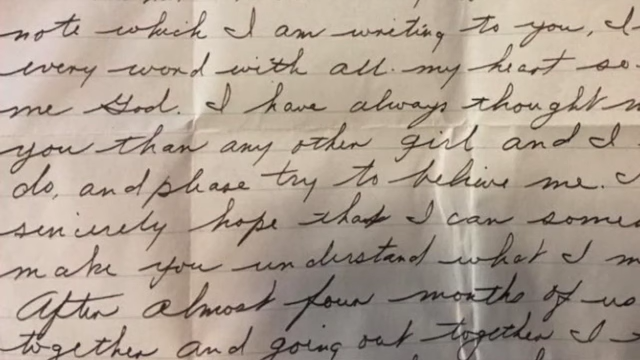 note which I am writing to you, I
every word with all my heart so
me God. I have always thought
you than any other girl and I
do, and please try to believe me. I
sincerely hope that I can
make you understand what I
After almost four months of us
together and going out together I